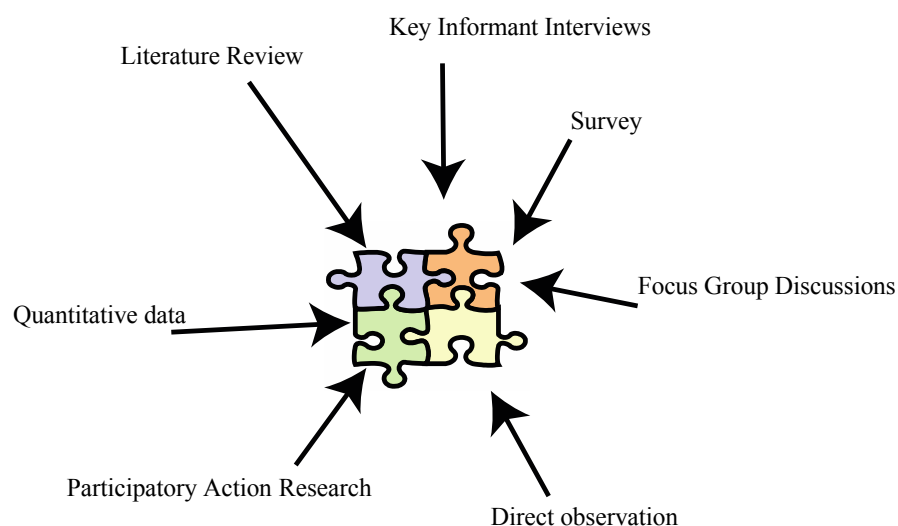 Key Informant Interviews
Literature Review
Survey
Focus Group Discussions
Quantitative data
Participatory Action Research
Direct observation